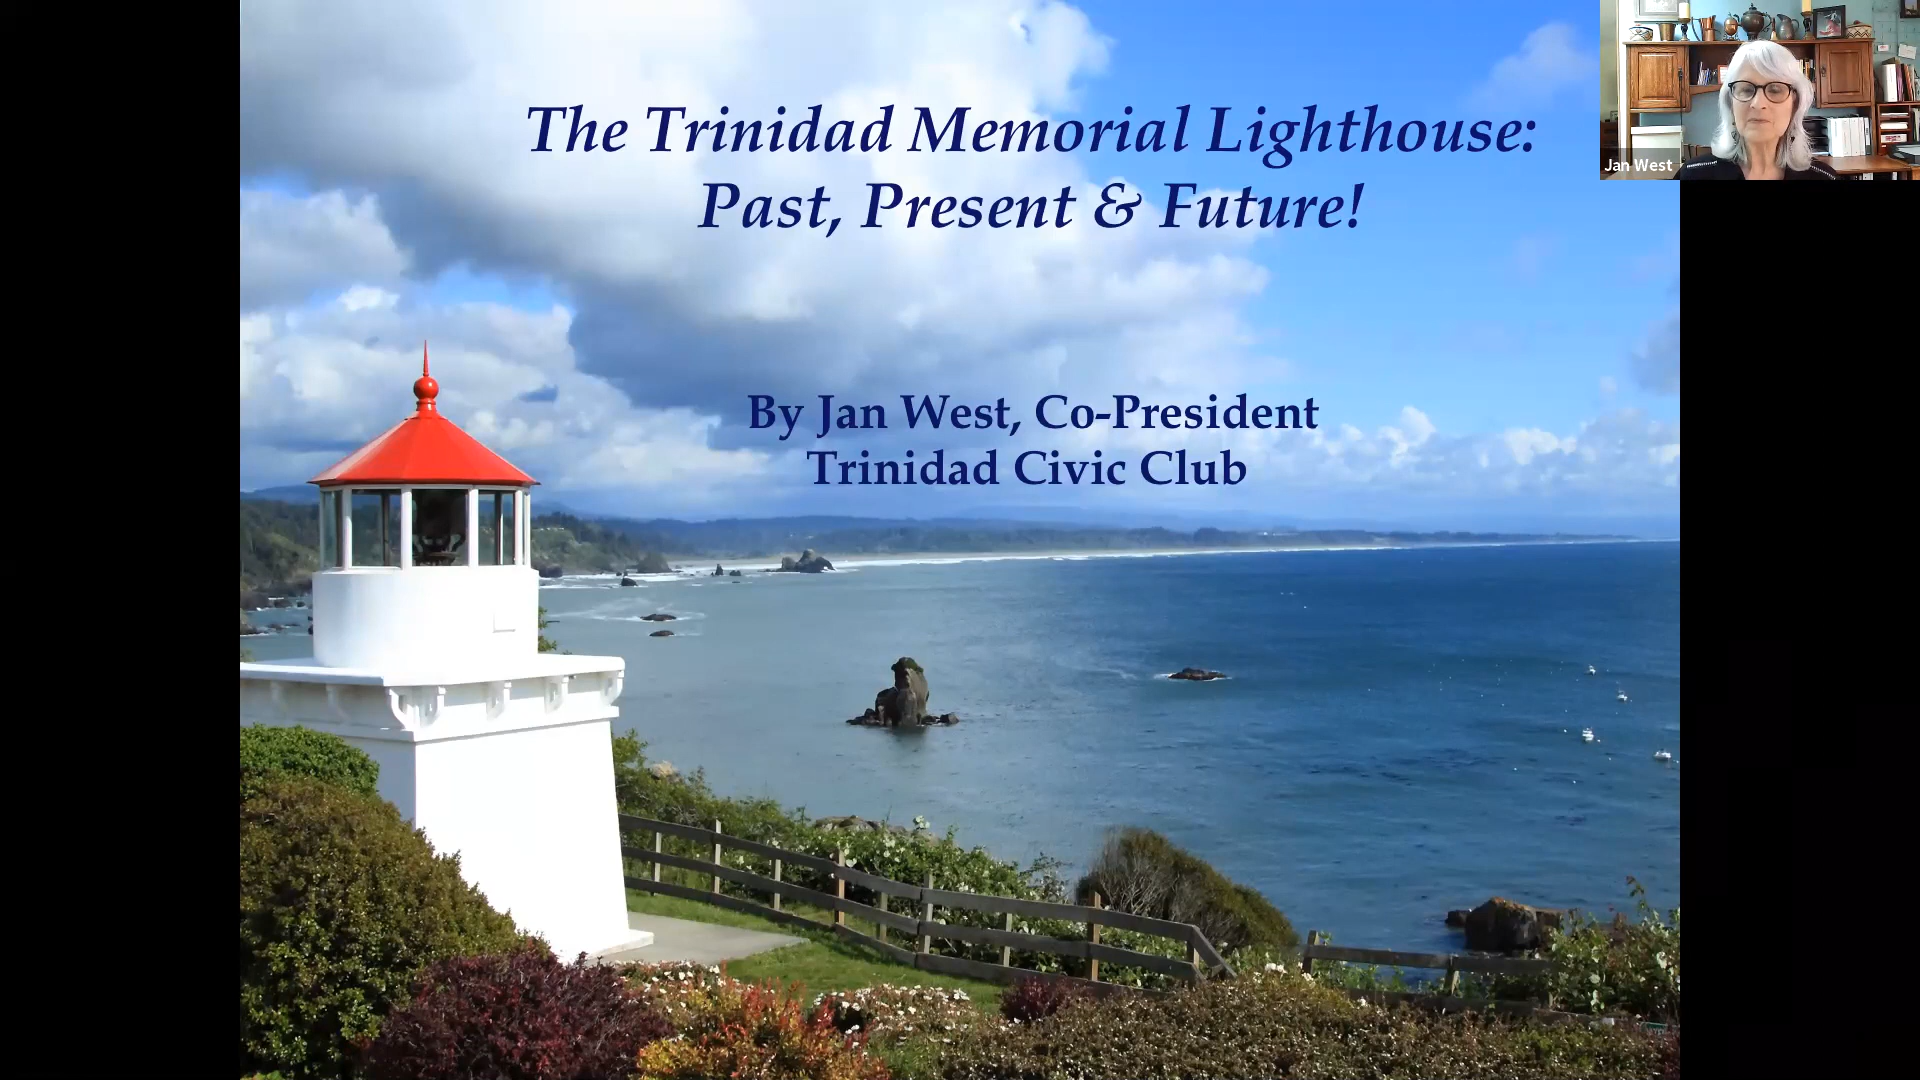 The Trinidad Memorial Lighthouse:
Past, Present & Future!
By Jan West, Co-President
Trinidad Civic Club
Jan West